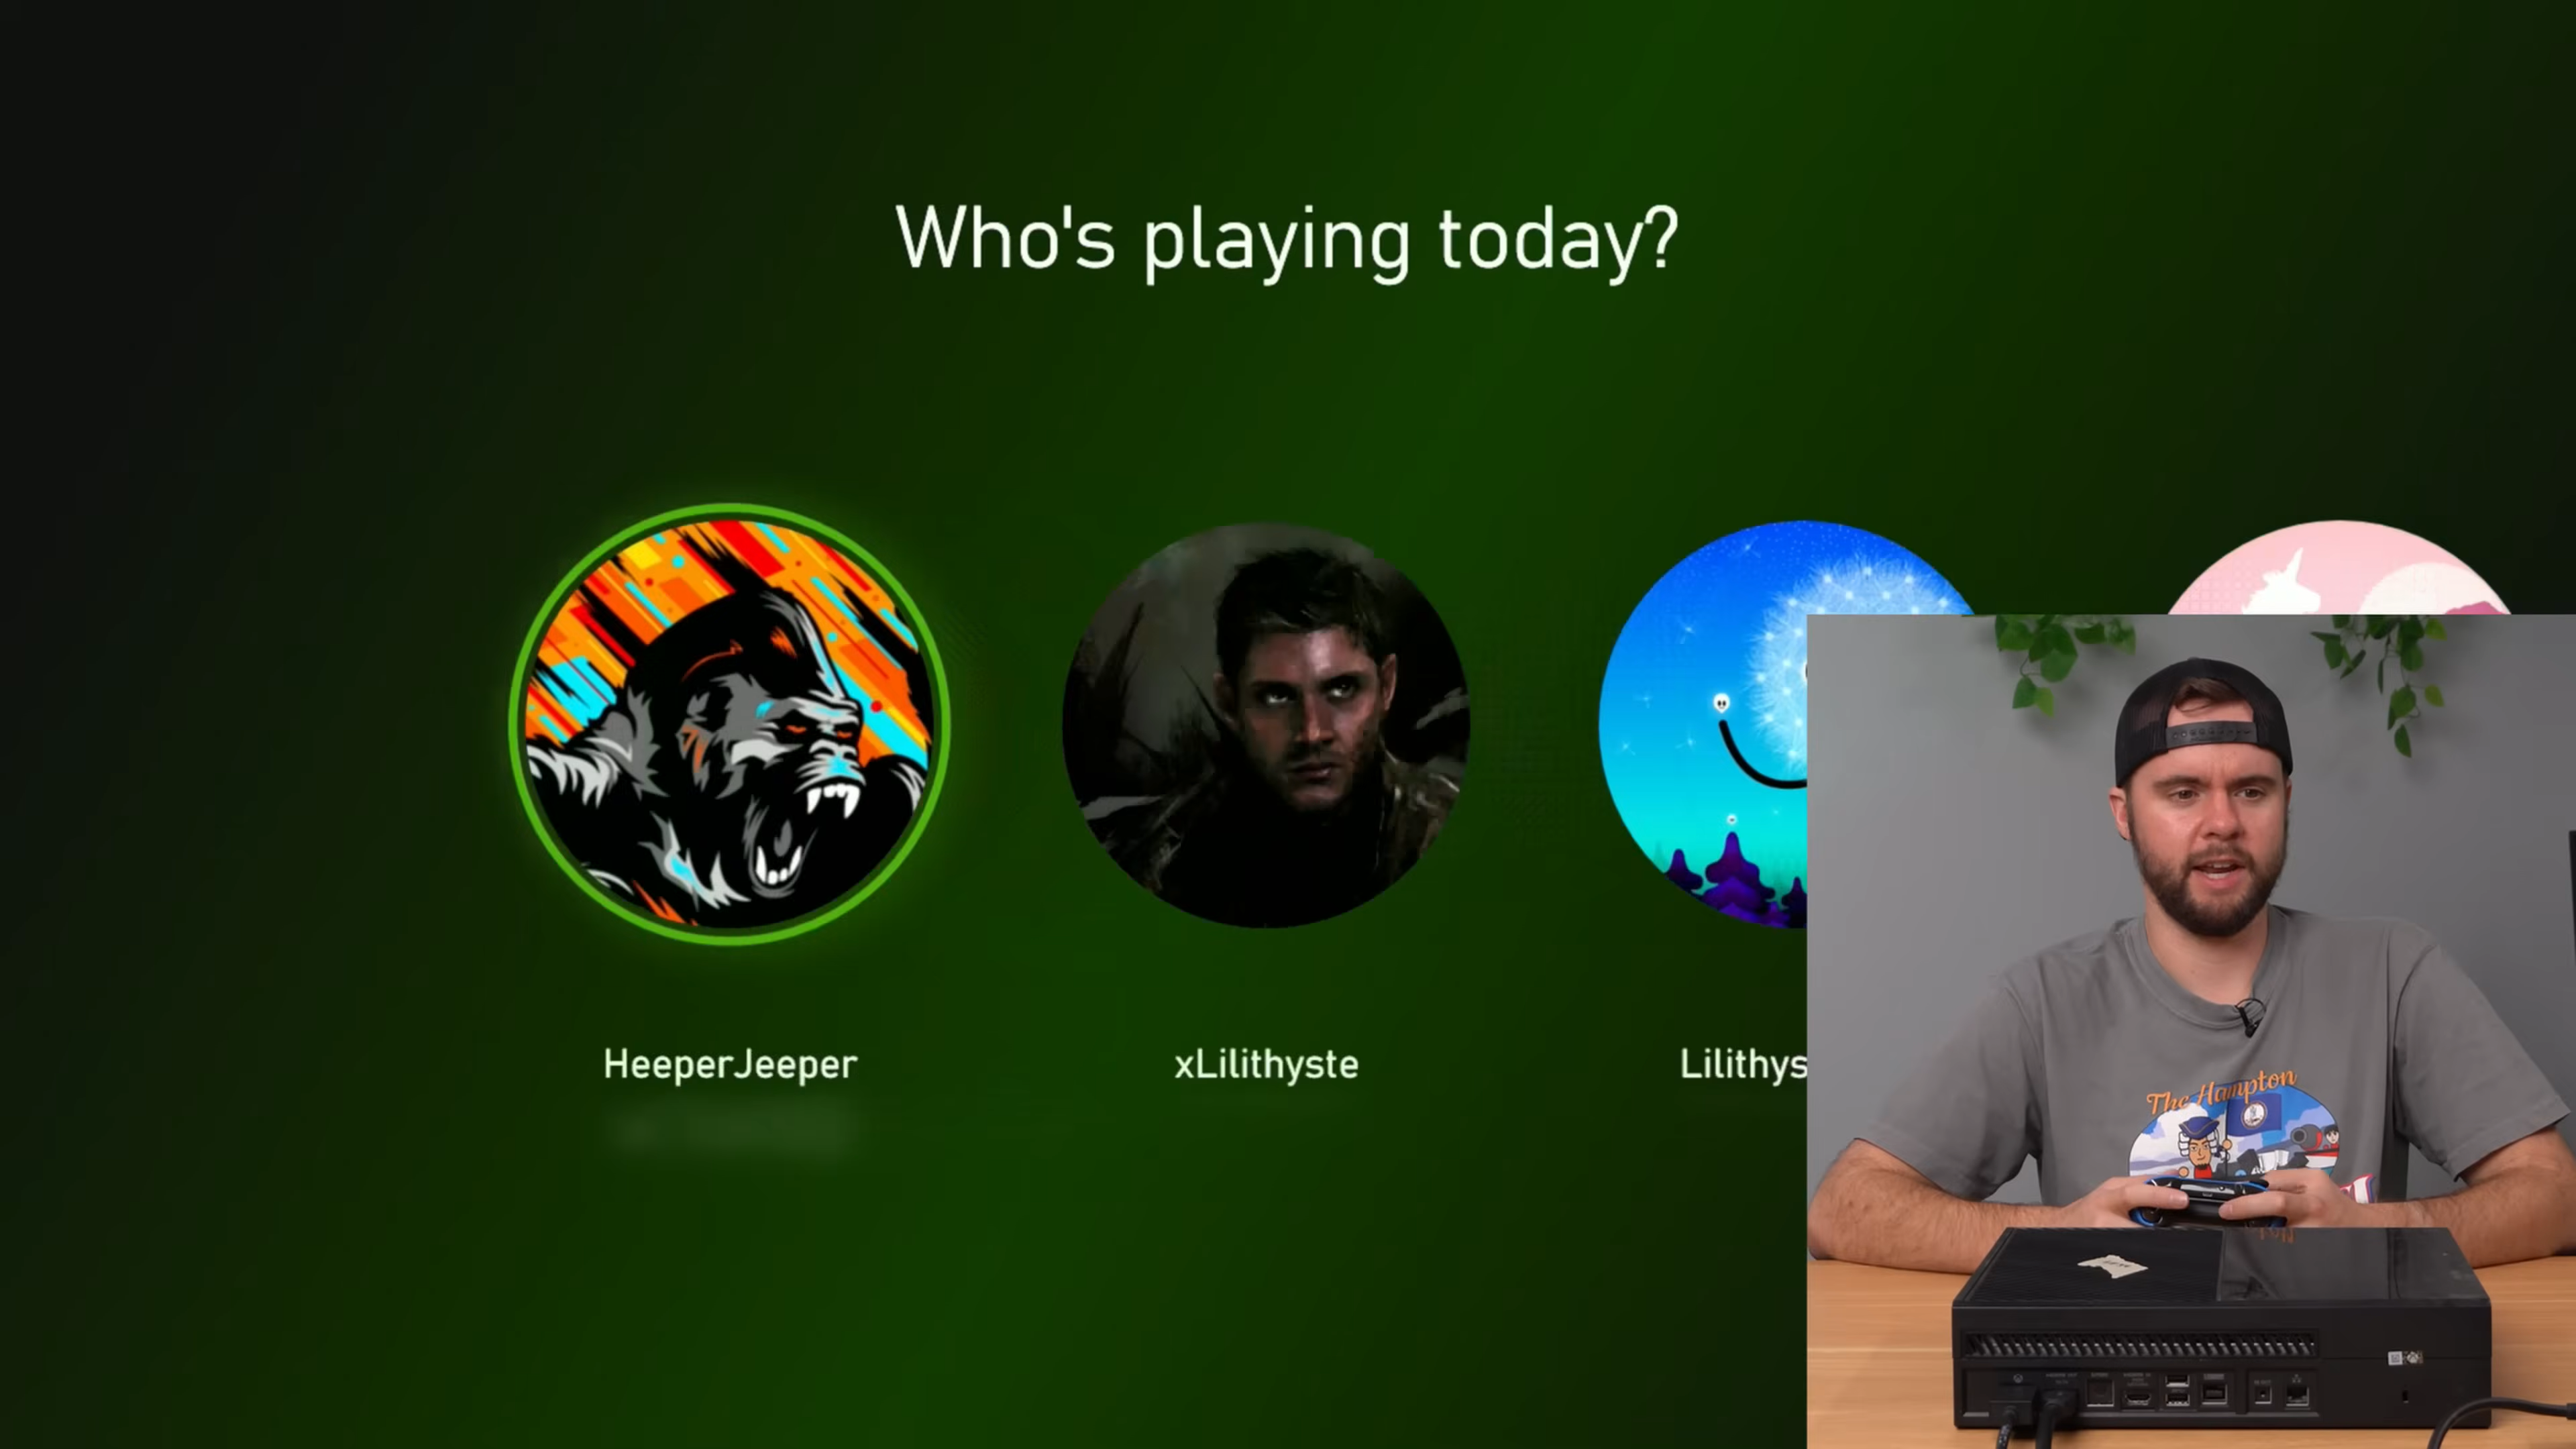 Who's playing today?
HeeperJeeper
xLilithyste
Lilithys
The Hampton